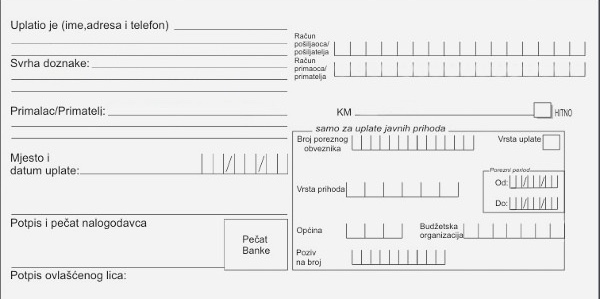 Uplatio je (ime,adresa i telefon)
Svrha doznake:
Primalac/Primatelj:
Mjesto i
datum uplate:
Potpis i pečat nalogodavca
Pečat
Banke
Potpis ovlašćenog lica:
Račun
pošiljaoca/
pošiljatelja
Račun
primaoca/
primatelja
KM
HITNO
samo za uplate javnih prihoda
Broj poreznog
obveznika
Vrsta uplate
Vrsta prihoda
Porezni period
Od:
Do:
Općina
Budžetska
organizacija
Poziv
na broj